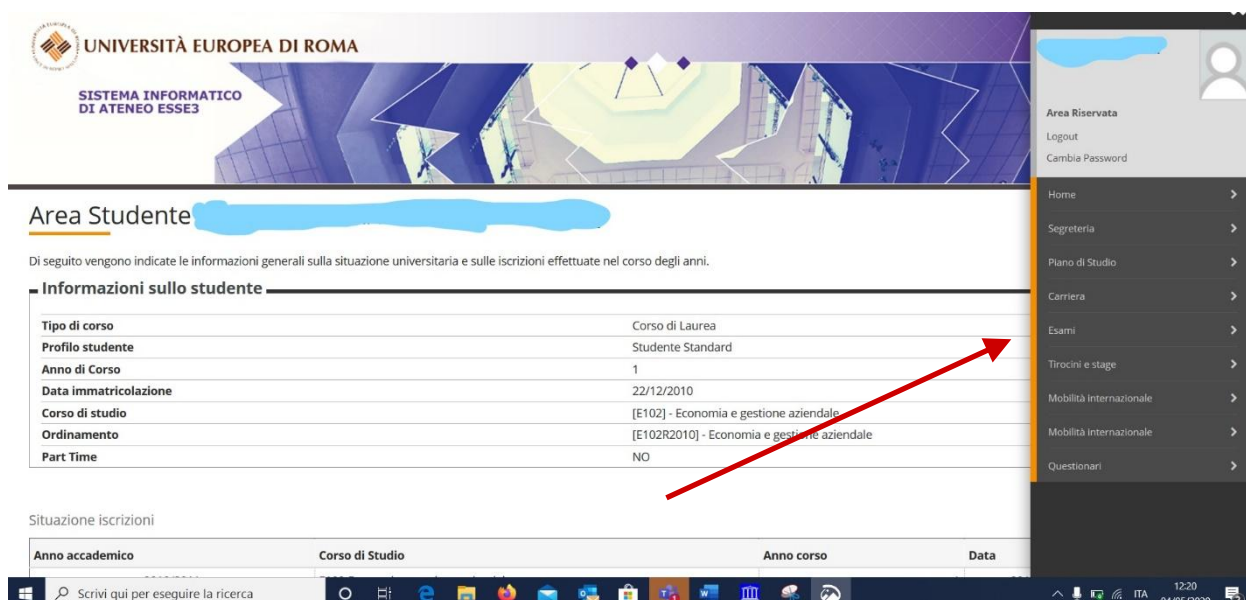 UNIVERSITÀ EUROPEA DI ROMA
SISTEMA INFORMATICO
DI ATENEO ESSE3
Area Riservata
Logout
Cambia Password
Home
Segreteria
Piano di Studio
Carriera
Esami
Tirocini e stage
Mobilità internazionale
Mobilità internazionale
Questionari
Area Studente
Di seguito vengono indicate le informazioni generali sulla situazione universitaria e sulle iscrizioni effettuate nel corso degli anni.
Informazioni sullo studente
Tipo di corso Corso di Laurea
Profilo studente Studente Standard
Anno di Corso 1
Data immatricolazione 22/12/2010
Corso di studio [E102] - Economia e gestione aziendale
Ordinamento [E102R2010] - Economia e gestione aziendale
Part Time NO
Situazione iscrizioni
Anno accademico Corso di Studio Anno corso Data
Scrivi qui per eseguire la ricerca
ITA
12:20